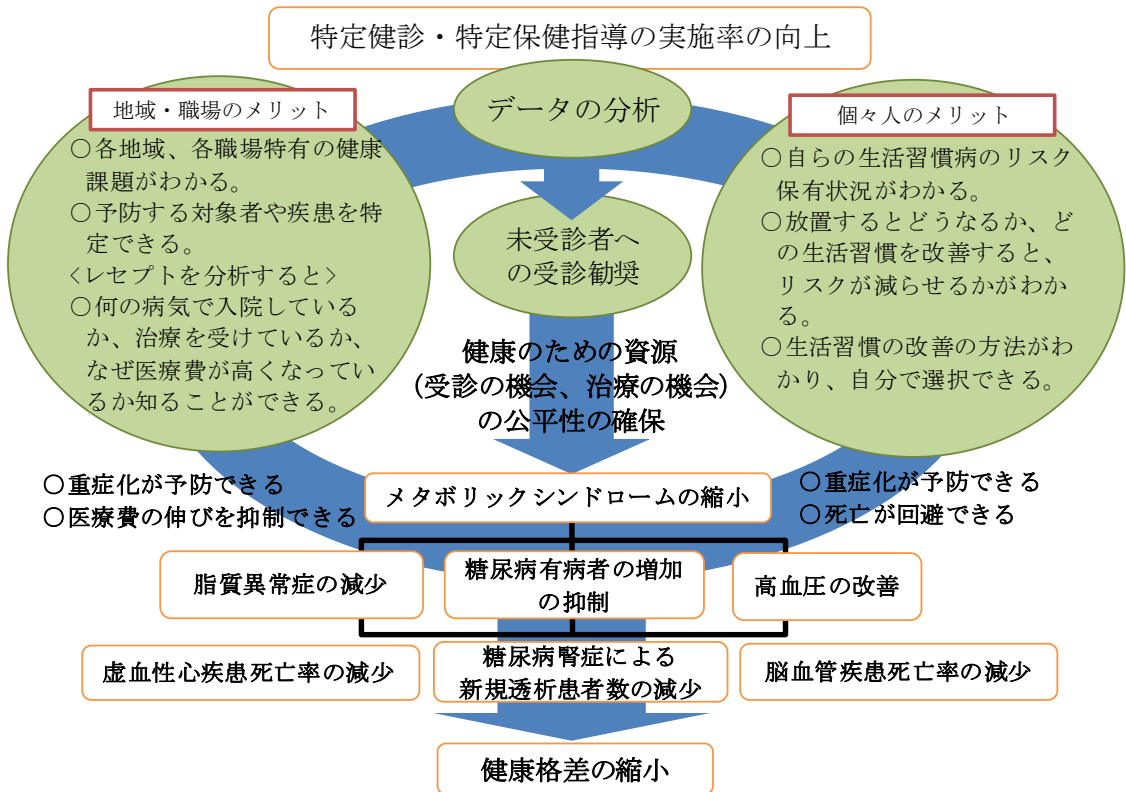 特定健診・特定保健指導の実施率の向上
データの分析
地域・職場のメリット
○各地域、各職場特有の健康
課題がわかる。
○予防する対象者や疾患を特
定できる。
<レセプトを分析すると>
○何の病気で入院している
か、治療を受けているか、
なぜ医療費が高くなってい
るか知ることができる。
個々人のメリット
○自らの生活習慣病のリスク
保有状況がわかる。
○放置するとどうなるか、ど
の生活習慣を改善すると、
リスクが減らせるかがわか
る。
○生活習慣の改善の方法がわ
かり、自分で選択できる。
未受診者へ
の受診勧奨
健康のための資源
(受診の機会、治療の機会)
の公平性の確保
○重症化が予防できる
○医療費の伸びを抑制できる
○重症化が予防できる
○死亡が回避できる
メタボリックシンドロームの縮小
脂質異常症の減少
糖尿病有病者の増加
の抑制
高血圧の改善
虚血性心疾患死亡率の減少
糖尿病腎症による
新規透析患者数の減少
脳血管疾患死亡率の減少
健康格差の縮小